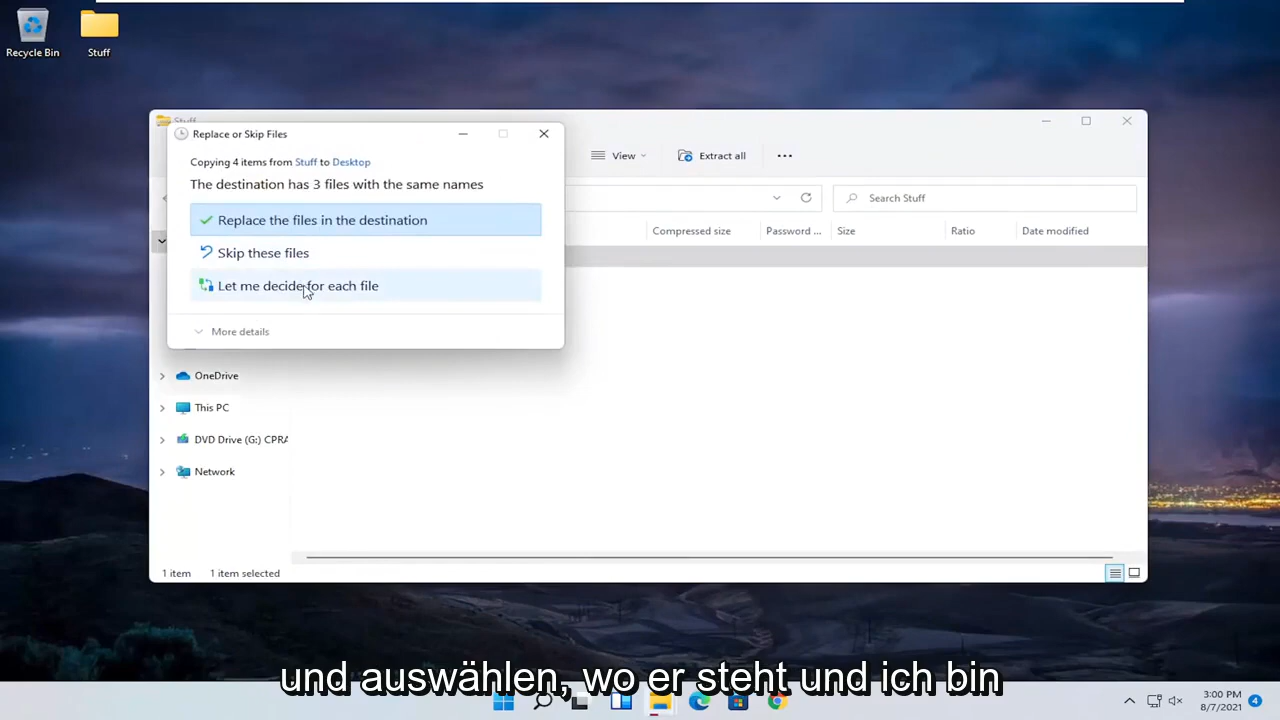 Recycle Bin
Stuff
Stuff
Replace or Skip Files
Copying 4 items from Stuff to Desktop
The destination has 3 files with the same names
Replace the files in the destination
Skip these files
Let me decide for each file
More details
View
Extract all
Search Stuff
Compressed size
Password ...
Size
Ratio
Date modified
OneDrive
This PC
DVD Drive (G:) CPRA
Network
1 item
1 item selected
und auswählen, wo er steht und ich bin
3:00 PM
8/7/2021
4